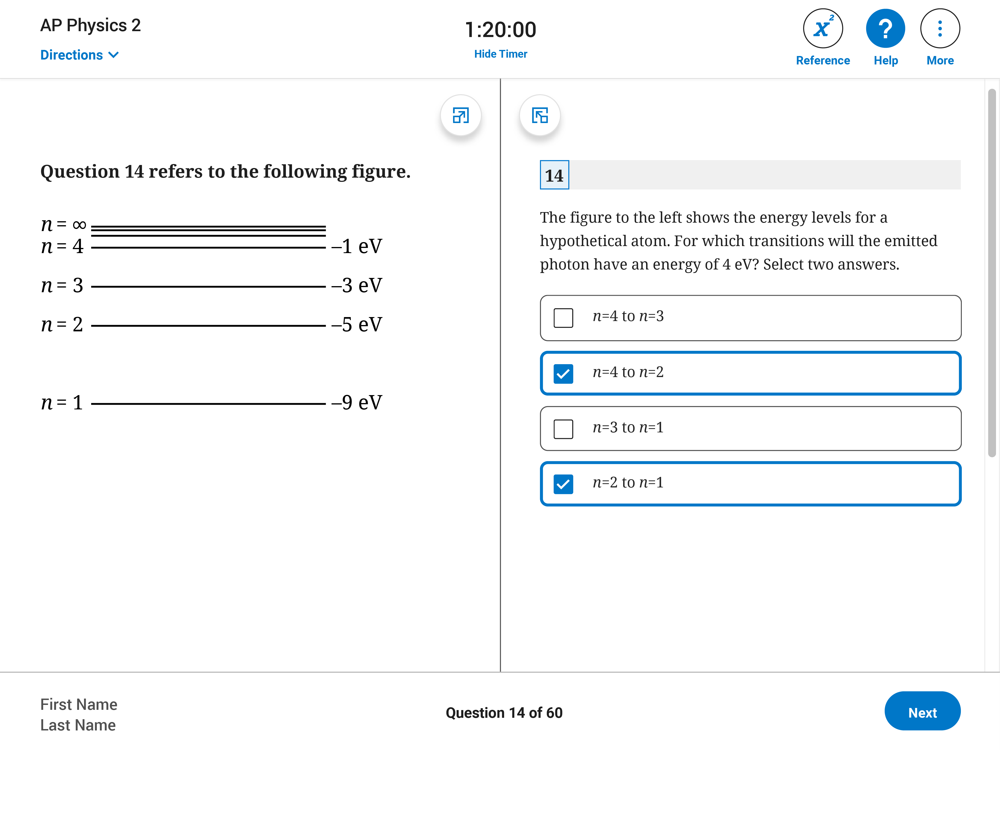 AP Physics 2
Directions
1:20:00
Hide Timer
x²
Reference
?
Help
More
Question 14 refers to the following figure.
n = ∞
n = 4 –1 eV
n = 3 –3 eV
n = 2 –5 eV
n = 1 –9 eV
14
The figure to the left shows the energy levels for a
hypothetical atom. For which transitions will the emitted
photon have an energy of 4 eV? Select two answers.
n=4 to n=3
n=4 to n=2
n=3 to n=1
n=2 to n=1
First Name
Last Name
Question 14 of 60
Next